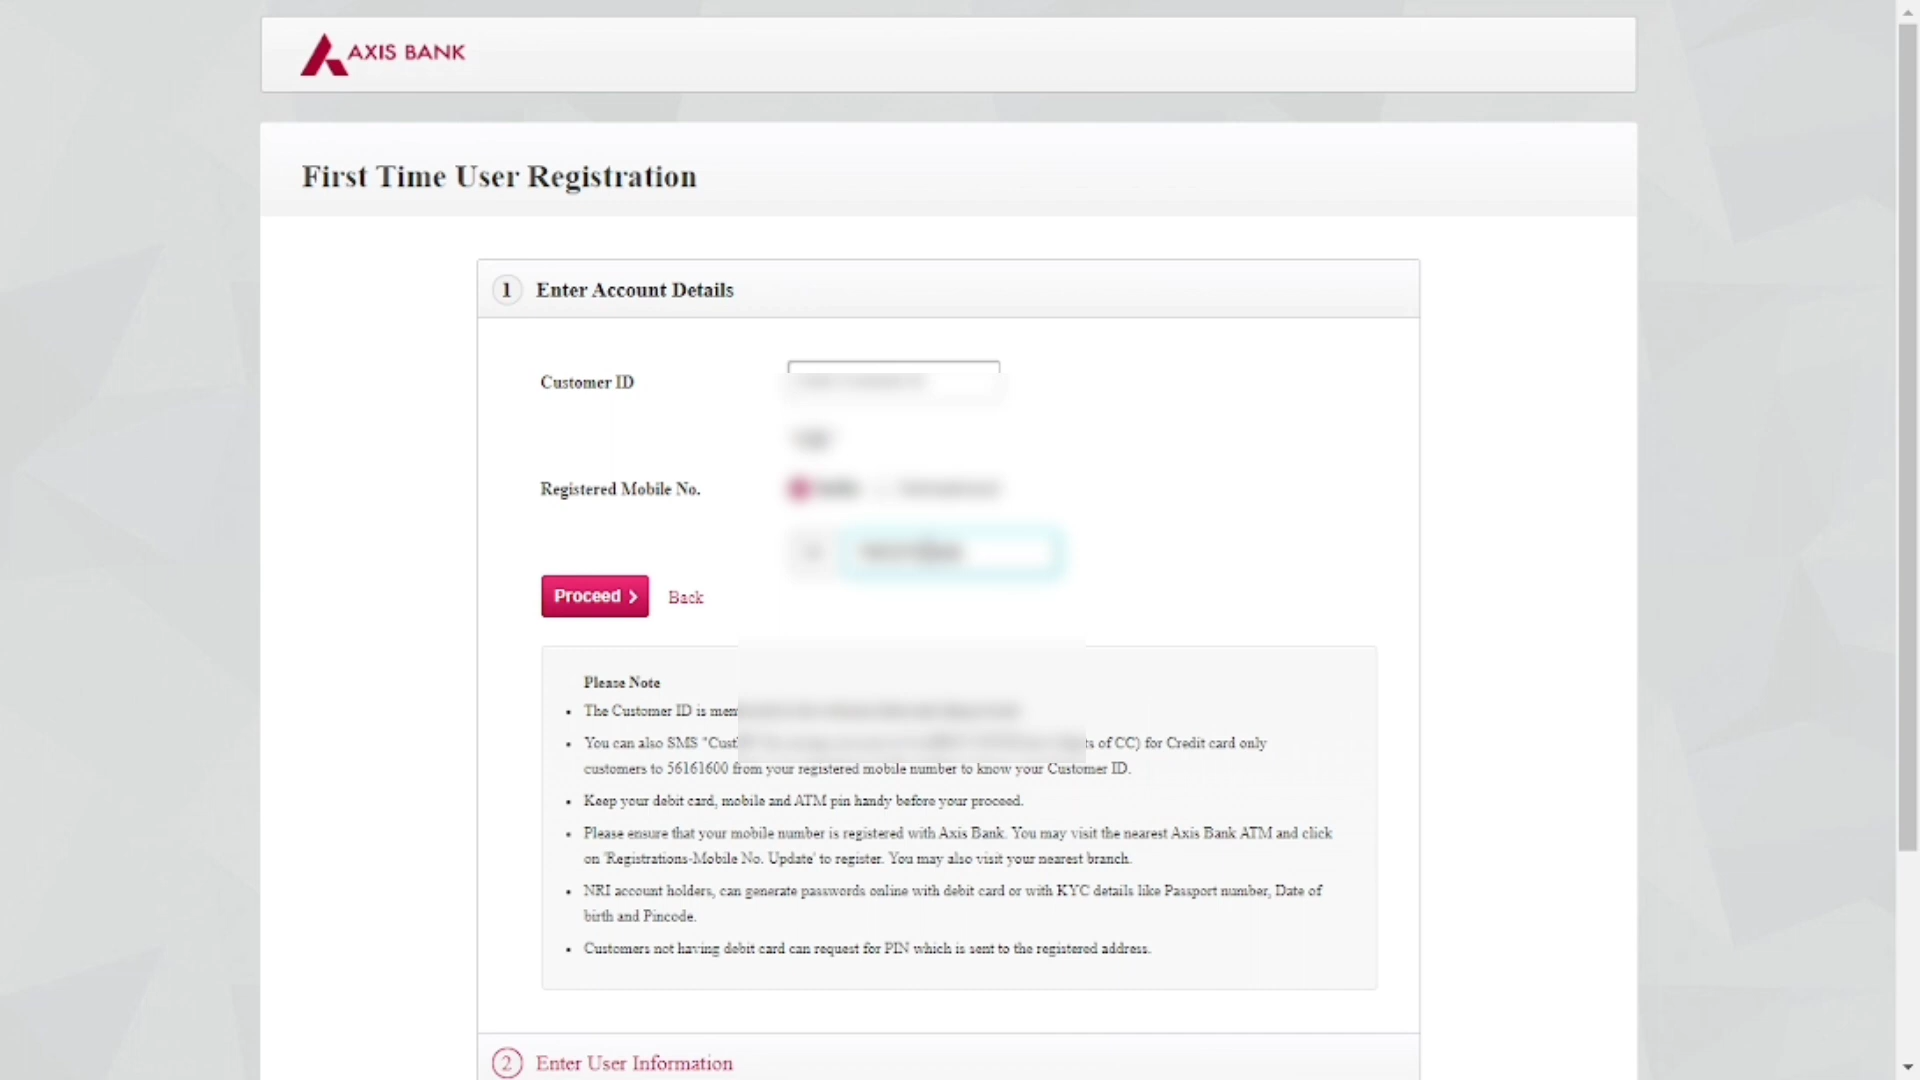 AXIS BANK
First Time User Registration
1 Enter Account Details
Customer ID
Registered Mobile No.
Proceed > Back
Please Note
The Customer ID is
You can also SMS of CC) for Credit card only
customers to 56161600 from your registered mobile number to know your Customer ID.
Keep your debit card, mobile and ATM pin handy before your proceed.
Please ensure that your mobile number is registered with Axis Bank. You may visit the nearest Axis Bank ATM and click
on 'Registrations-Mobile No. Update' to register. You may also visit your nearest branch.
NRI account holders, can generate passwords online with debit card or with KYC details like Passport number, Date of
birth and Pincode.
Customers not having debit card can request for PIN which is sent to the registered address.
2 Enter User Information